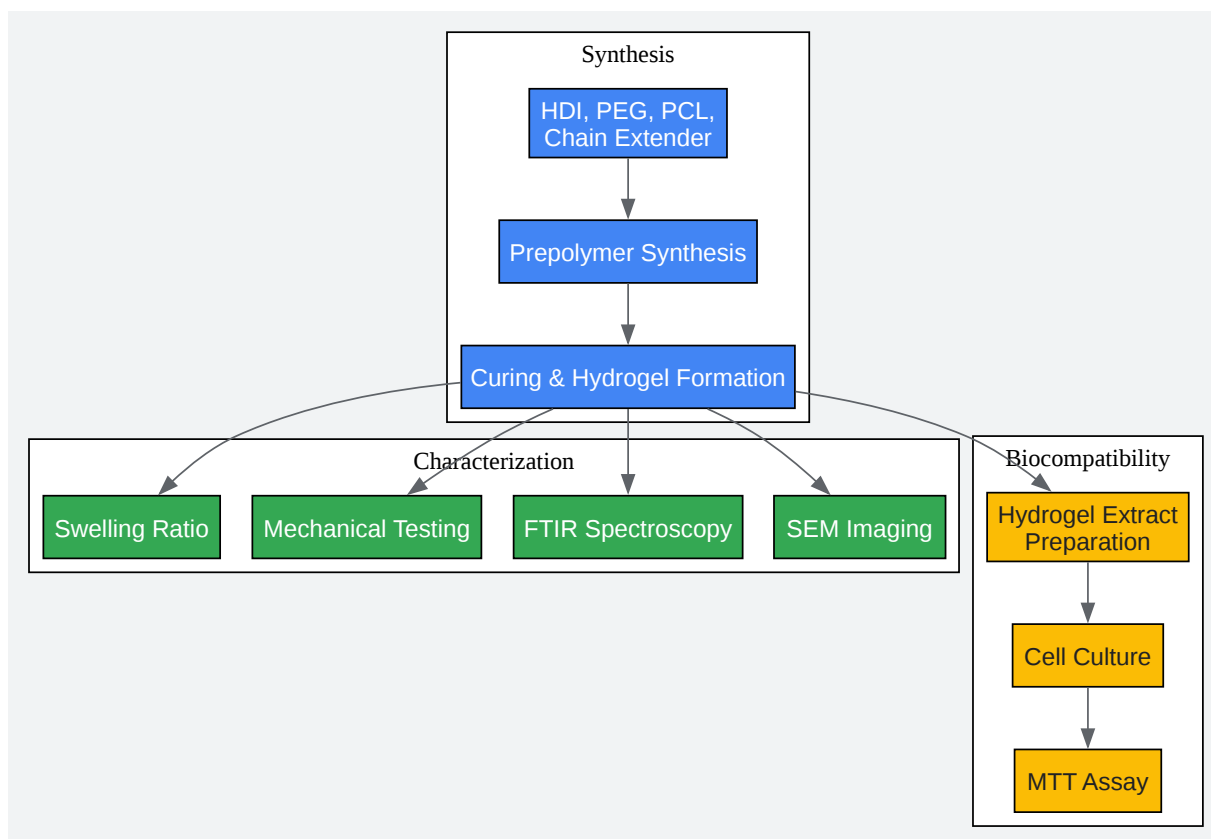 Synthesis
HDI, PEG, PCL,
Chain Extender
Prepolymer Synthesis
Curing & Hydrogel Formation
Characterization
Swelling Ratio
Mechanical Testing
FTIR Spectroscopy
SEM Imaging
Biocompatibility
Hydrogel Extract
Preparation
Cell Culture
MTT Assay